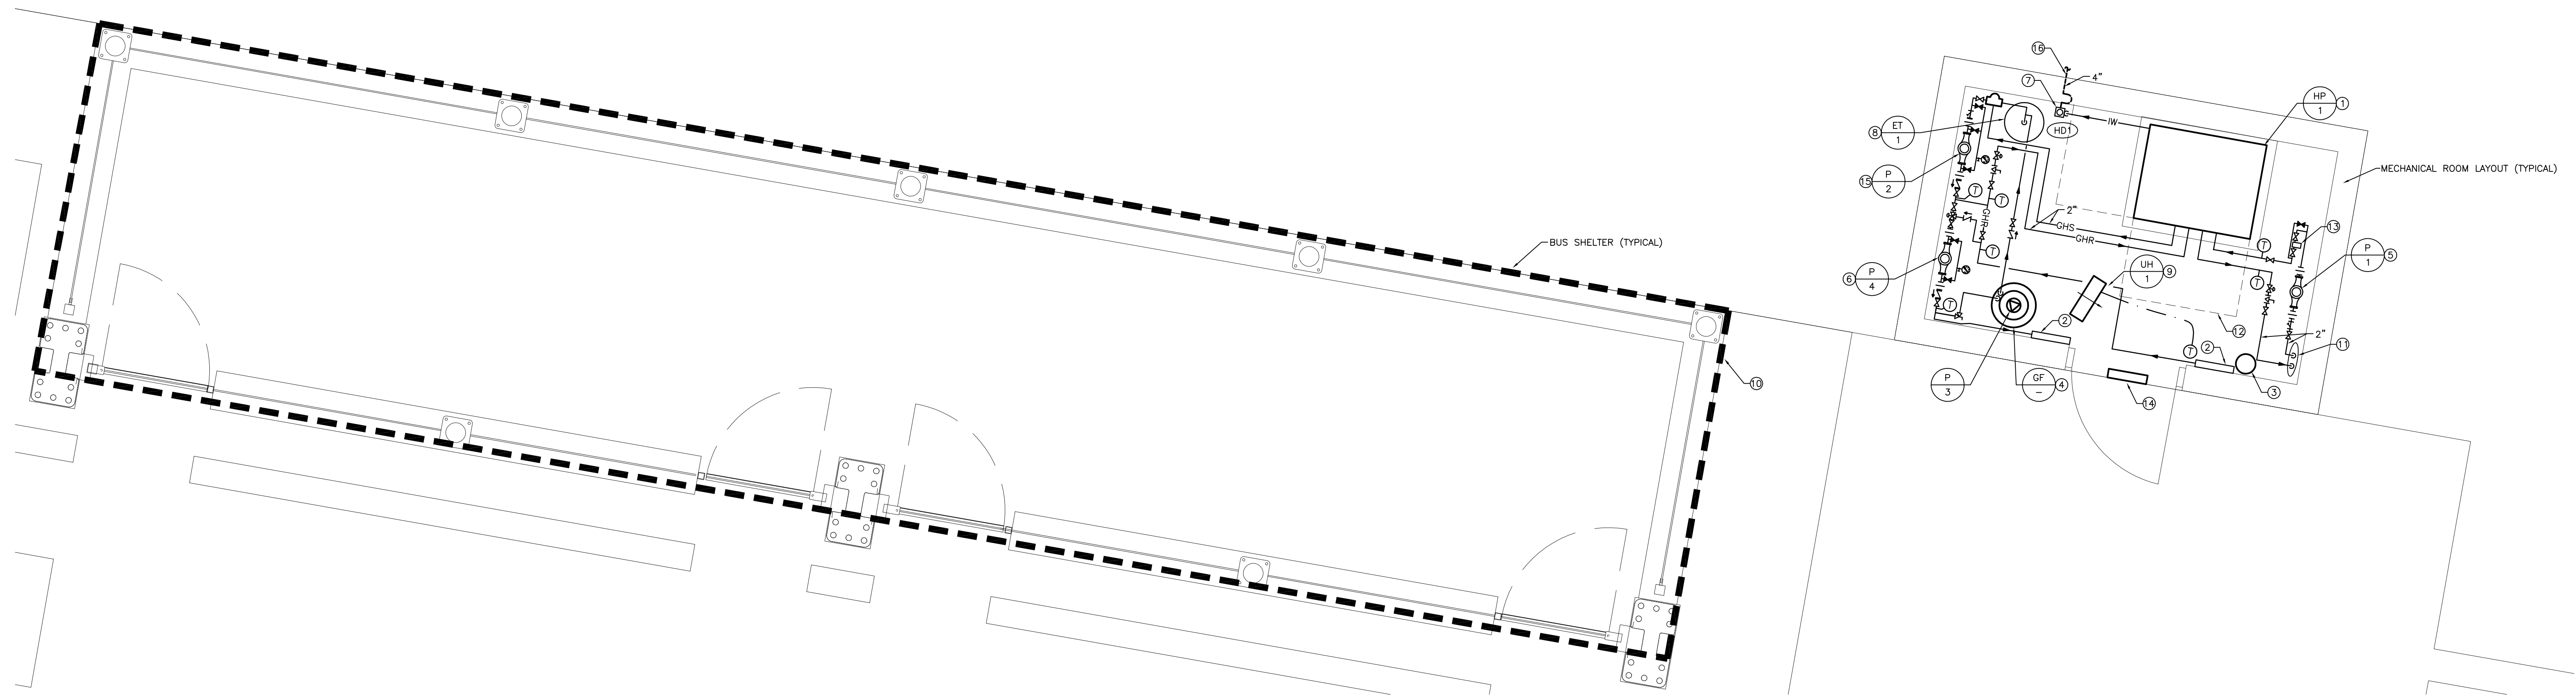 16
4"
7
HP
1
1
ET
1
8
HD1
IW
MECHANICAL ROOM LAYOUT (TYPICAL)
P
2
15
T
T
GHR
2"
GHS
GHR
13
BUS SHELTER (TYPICAL)
T
T
P
1
5
P
4
6
UH
1
9
T
T
2
12
2"
2
11
T
10
P
3
GF
–
4
3
14